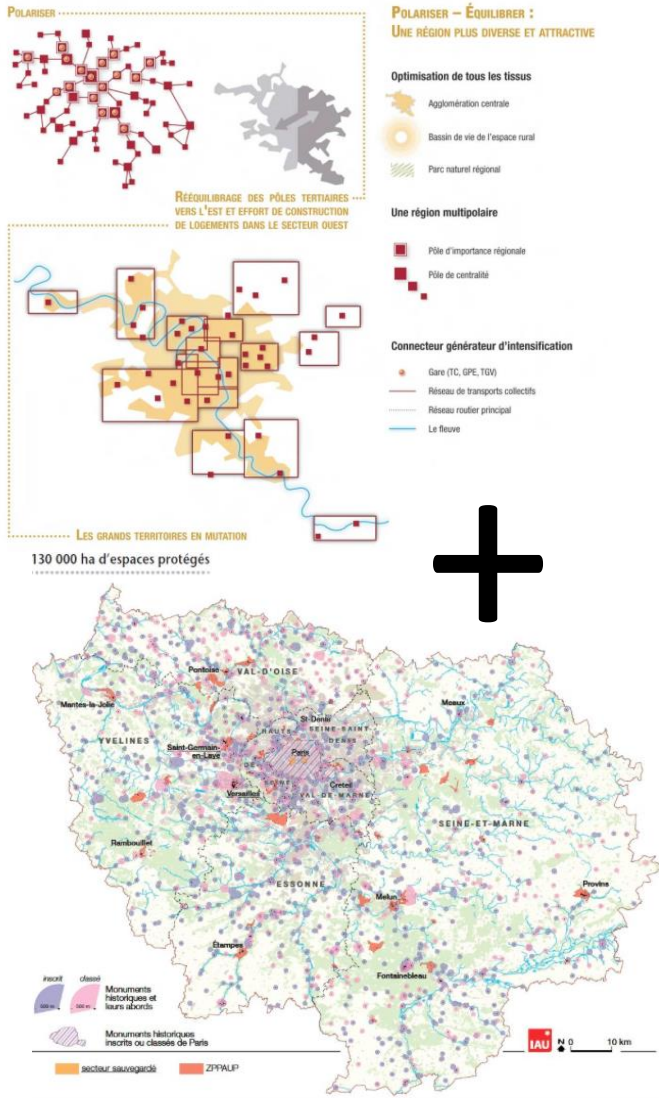 POLARISER
RÉÉQUILIBRAGE DES PÔLES TERTIAIRES
VERS L'EST ET EFFORT DE CONSTRUCTION
DE LOGEMENTS DANS LE SECTEUR OUEST
LES GRANDS TERRITOIRES EN MUTATION
POLARISER – ÉQUILIBRER :
UNE RÉGION PLUS DIVERSE ET ATTRACTIVE
Optimisation de tous les tissus
Agglomération centrale
Bassin de vie de l'espace rural
Parc naturel régional
Une région multipolaire
Pôle d'importance régionale
Pôle de centralité
Connecteur générateur d'intensification
Gare (TC, GPE, TGV)
Réseau de transports collectifs
Réseau routier principal
Le fleuve
130 000 ha d'espaces protégés
Pontoise
VAL-D'OISE
Mantes-la-Jolie
Meaux
YVELINES
St-Denis
HAUTS
SEINE-SAINT
DENIS
Saint-Germain-
en-Laye
Paris
DE
SEINE
Versailles
Créteil
VAL-DE-MARNE
SEINE-ET-MARNE
Rambouillet
ESSONNE
Melun
Provins
Étampes
Fontainebleau
inscrit
classé
500 m
500 m
Monuments
historiques et
leurs abords
Monuments historiques
inscrits ou classés de Paris
secteur sauvegardé
ZPPAUP
IAU
N
0
10 km